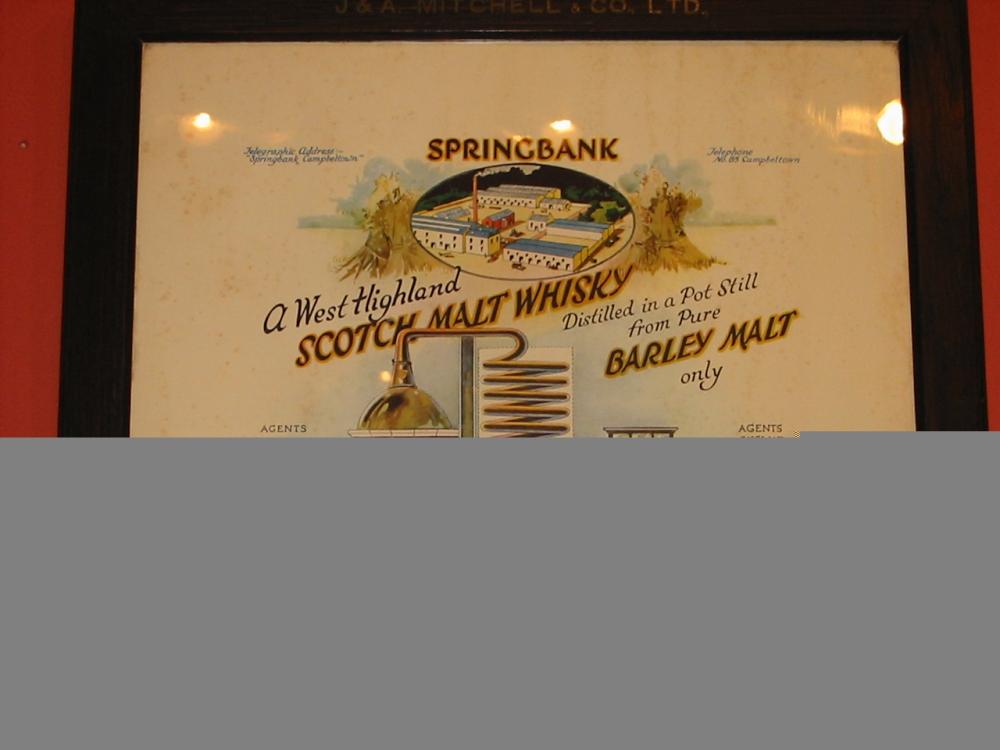 J & A. MITCHELL & CO. LTD.
SPRINGBANK
Telegraphic Address:-
"Springbank Campbeltown"
Telephone
No. 85 Campbeltown
A West Highland
SCOTCH MALT WHISKY
Distilled in a Pot Still
from Pure
BARLEY MALT
only
AGENTS
AGENTS